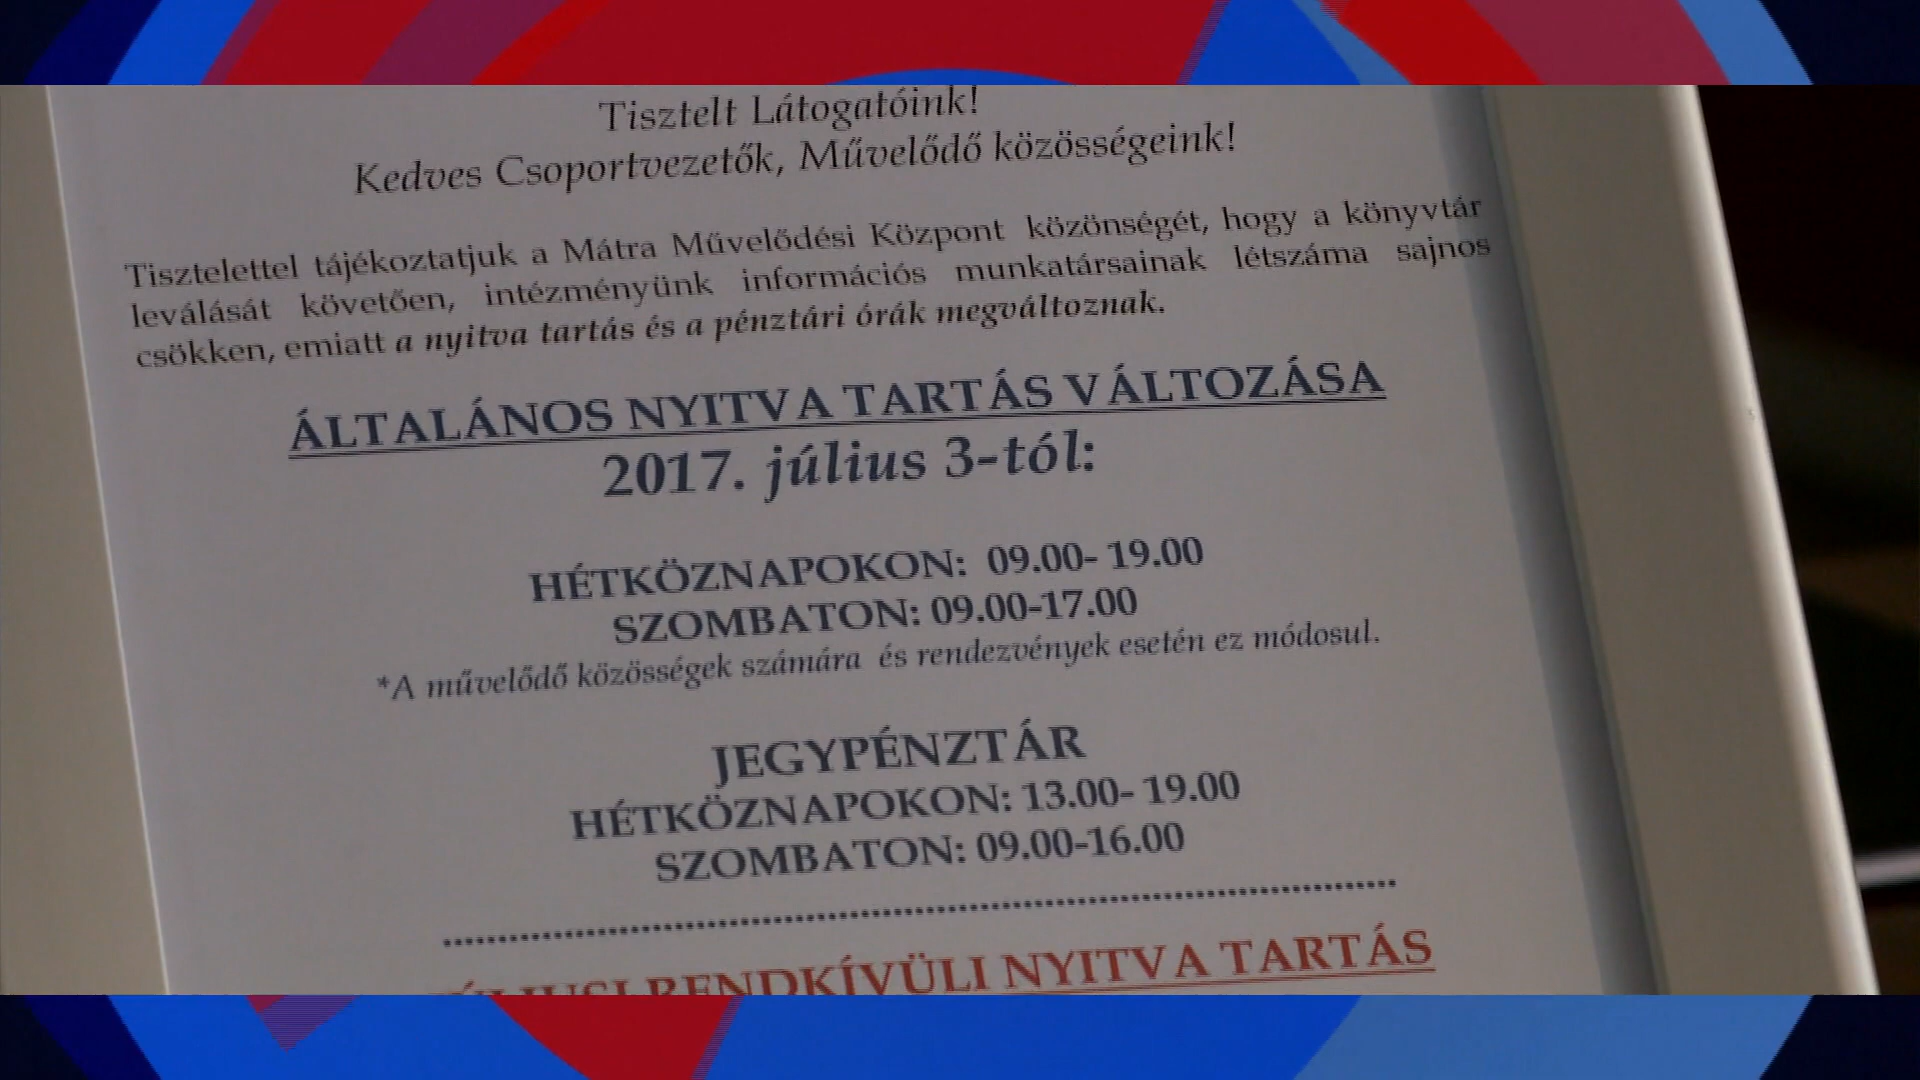 Tisztelt Látogatóink!
Kedves Csoportvezetők, Művelődő közösségeink!
Tisztelettel tájékoztatjuk a Mátra Művelődési Központ közönségét, hogy a könyvtár
leválását követően, intézményünk információs munkatársainak létszáma sajnos
csökken, emiatt a nyitva tartás és a pénztári órák megváltoznak.
ÁLTALÁNOS NYITVA TARTÁS VÁLTOZÁSA
2017. július 3-tól:
HÉTKÖZNAPOKON: 09.00- 19.00
SZOMBATON: 09.00-17.00
*A művelődő közösségek számára és rendezvények esetén ez módosul.
JEGYPÉNZTÁR
HÉTKÖZNAPOKON: 13.00- 19.00
SZOMBATON: 09.00-16.00
RENDKÍVÜLI NYITVA TARTÁS